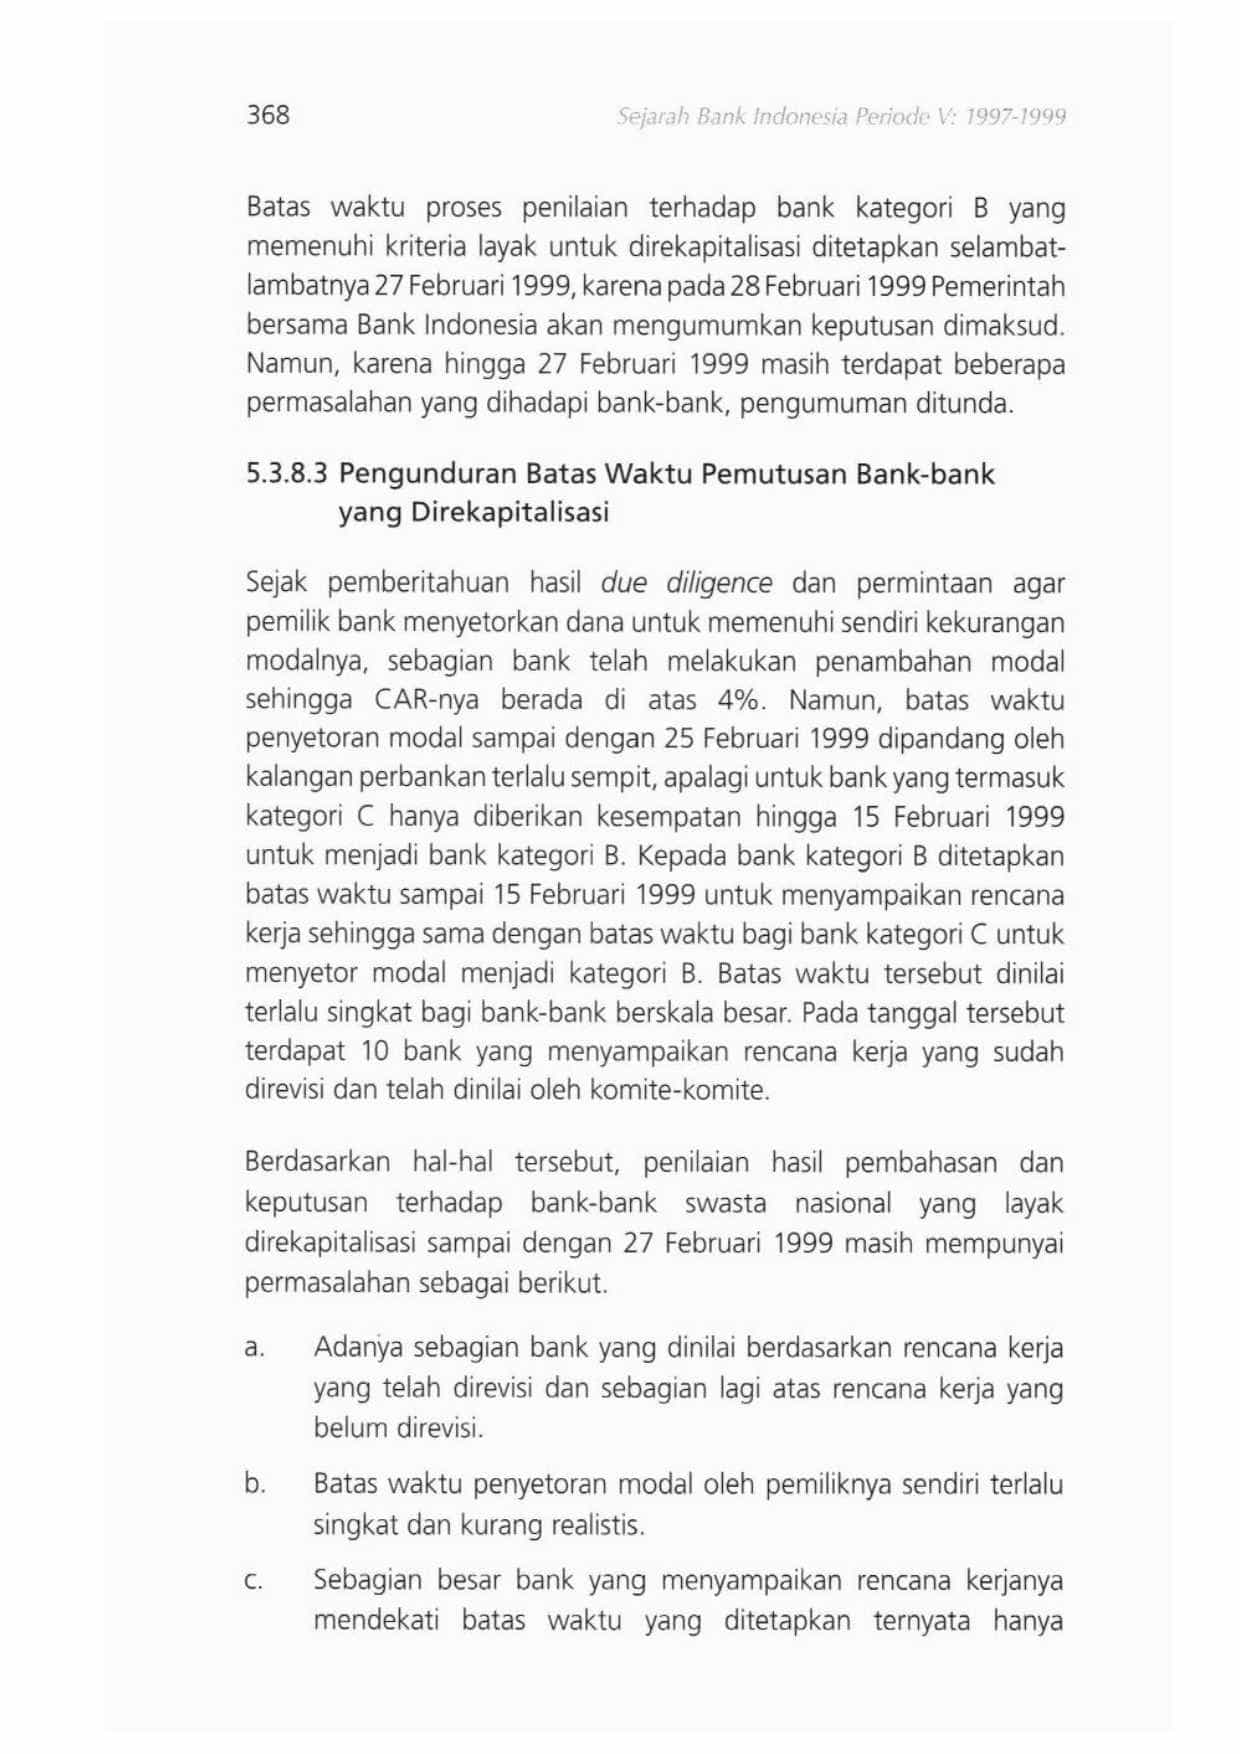 368
Sejarah Bank Indonesia Periode V: 1997-1999
Batas waktu proses penilaian terhadap bank kategori B yang
memenuhi kriteria layak untuk direkapitalisasi ditetapkan selambat-
lambatnya 27 Februari 1999, karena pada 28 Februari 1999 Pemerintah
bersama Bank Indonesia akan mengumumkan keputusan dimaksud.
Namun, karena hingga 27 Februari 1999 masih terdapat beberapa
permasalahan yang dihadapi bank-bank, pengumuman ditunda.
5.3.8.3 Pengunduran Batas Waktu Pemutusan Bank-bank
yang Direkapitalisasi
Sejak pemberitahuan hasil due diligence dan permintaan agar
pemilik bank menyetorkan dana untuk memenuhi sendiri kekurangan
modalnya, sebagian bank telah melakukan penambahan modal
sehingga CAR-nya berada di atas 4%. Namun, batas waktu
penyetoran modal sampai dengan 25 Februari 1999 dipandang oleh
kalangan perbankan terlalu sempit, apalagi untuk bank yang termasuk
kategori C hanya diberikan kesempatan hingga 15 Februari 1999
untuk menjadi bank kategori B. Kepada bank kategori B ditetapkan
batas waktu sampai 15 Februari 1999 untuk menyampaikan rencana
kerja sehingga sama dengan batas waktu bagi bank kategori C untuk
menyetor modal menjadi kategori B. Batas waktu tersebut dinilai
terlalu singkat bagi bank-bank berskala besar. Pada tanggal tersebut
terdapat 10 bank yang menyampaikan rencana kerja yang sudah
direvisi dan telah dinilai oleh komite-komite.
Berdasarkan hal-hal tersebut, penilaian hasil pembahasan dan
keputusan terhadap bank-bank swasta nasional yang layak
direkapitalisasi sampai dengan 27 Februari 1999 masih mempunyai
permasalahan sebagai berikut.
a. Adanya sebagian bank yang dinilai berdasarkan rencana kerja
yang telah direvisi dan sebagian lagi atas rencana kerja yang
belum direvisi.
b. Batas waktu penyetoran modal oleh pemiliknya sendiri terlalu
singkat dan kurang realistis.
c. Sebagian besar bank yang menyampaikan rencana kerjanya
mendekati batas waktu yang ditetapkan ternyata hanya